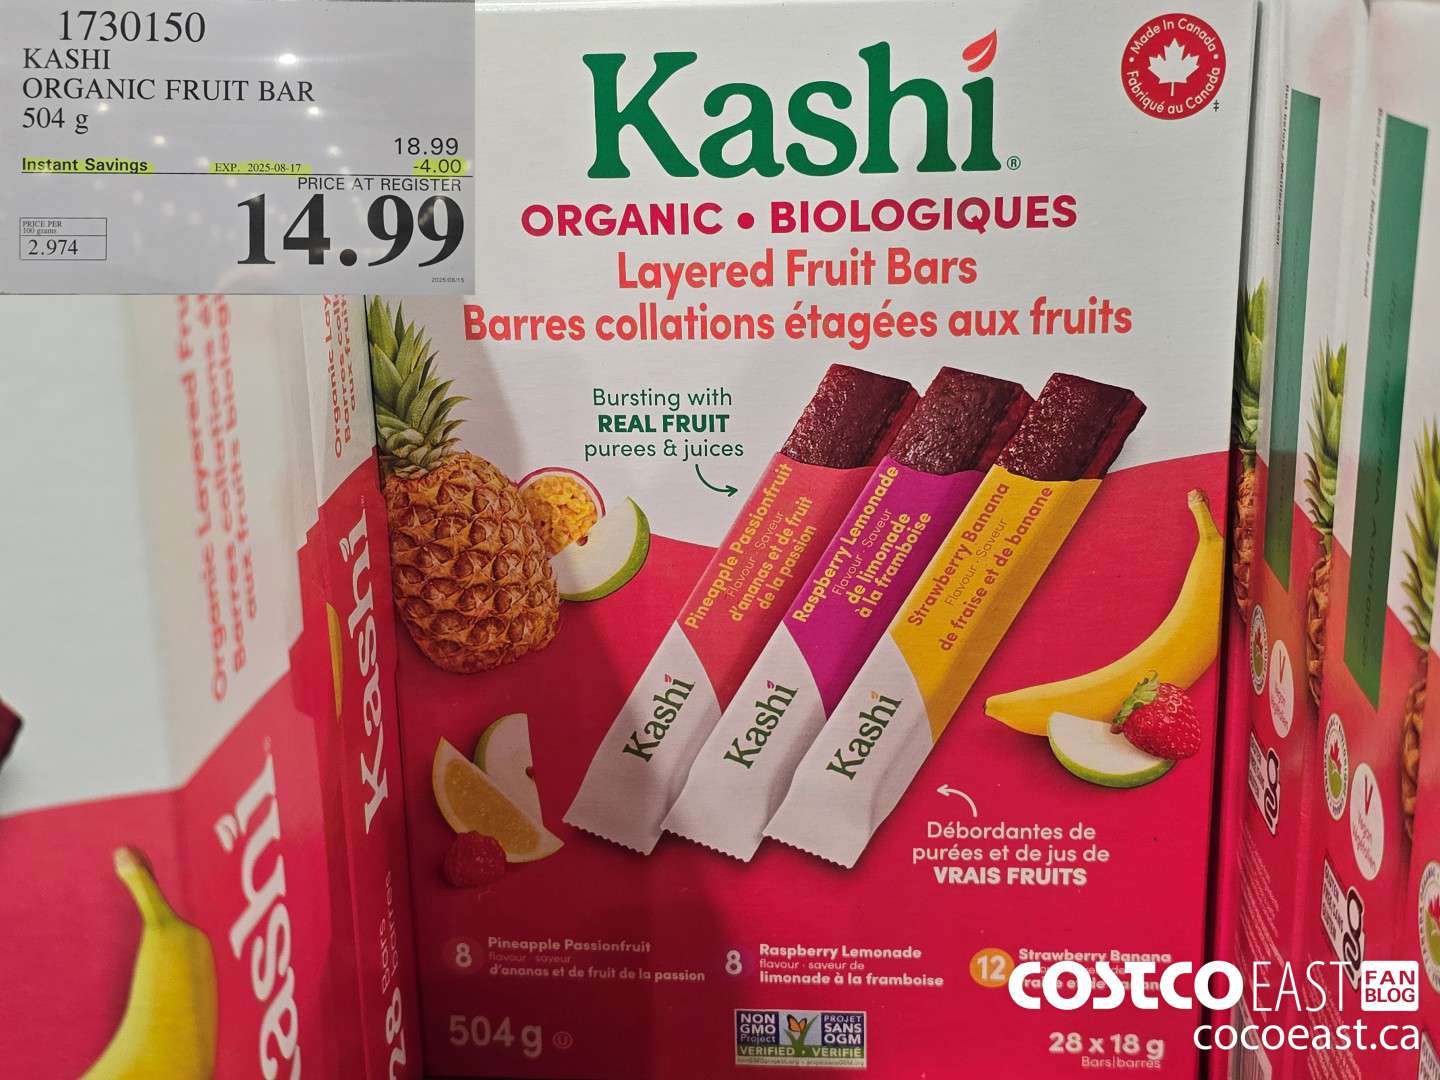 1730150
KASHI
ORGANIC FRUIT BAR
504 g
18.99
Instant Savings EXP. 2025-08-17 -4.00
PRICE AT REGISTER
14.99
PRICE PER
100 grams
2.974
Made In Canada
Fabriqué au Canada
‡
Kashi®
ORGANIC • BIOLOGIQUES
Layered Fruit Bars
Barres collations étagées aux fruits
Bursting with
REAL FRUIT
purees & juices
Pineapple Passionfruit
Flavour · Saveur
d'ananas et de fruit
de la passion
Raspberry Lemonade
Flavour · Saveur
de limonade
à la framboise
Strawberry Banana
Flavour · Saveur
de fraise et de banane
Kashi
Kashi
Kashi
Débordantes de
purées et de jus de
VRAIS FRUITS
8 Pineapple Passionfruit
flavour · saveur
d'ananas et de fruit de la passion
8 Raspberry Lemonade
flavour · saveur de
limonade à la framboise
12 Strawberry Banana
504 g
NON
GMO
Project
VERIFIED
PROJET
SANS
OGM
VÉRIFIÉ
28 x 18 g
Bars|barres
Kashi
Kashi
COSTCO EAST FAN BLOG
cocoeast.ca